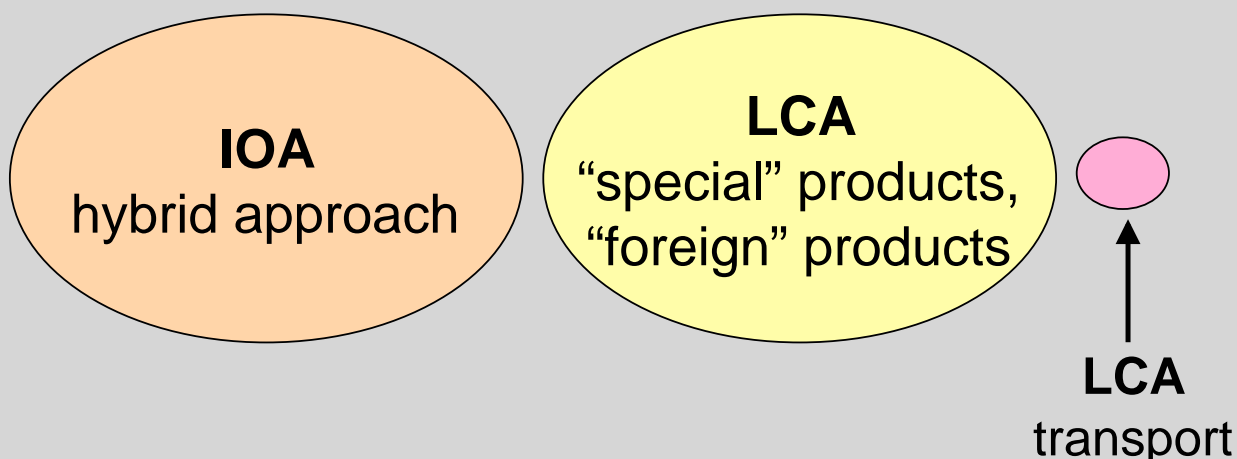 IOA
hybrid approach
LCA
“special” products,
“foreign” products
LCA
transport